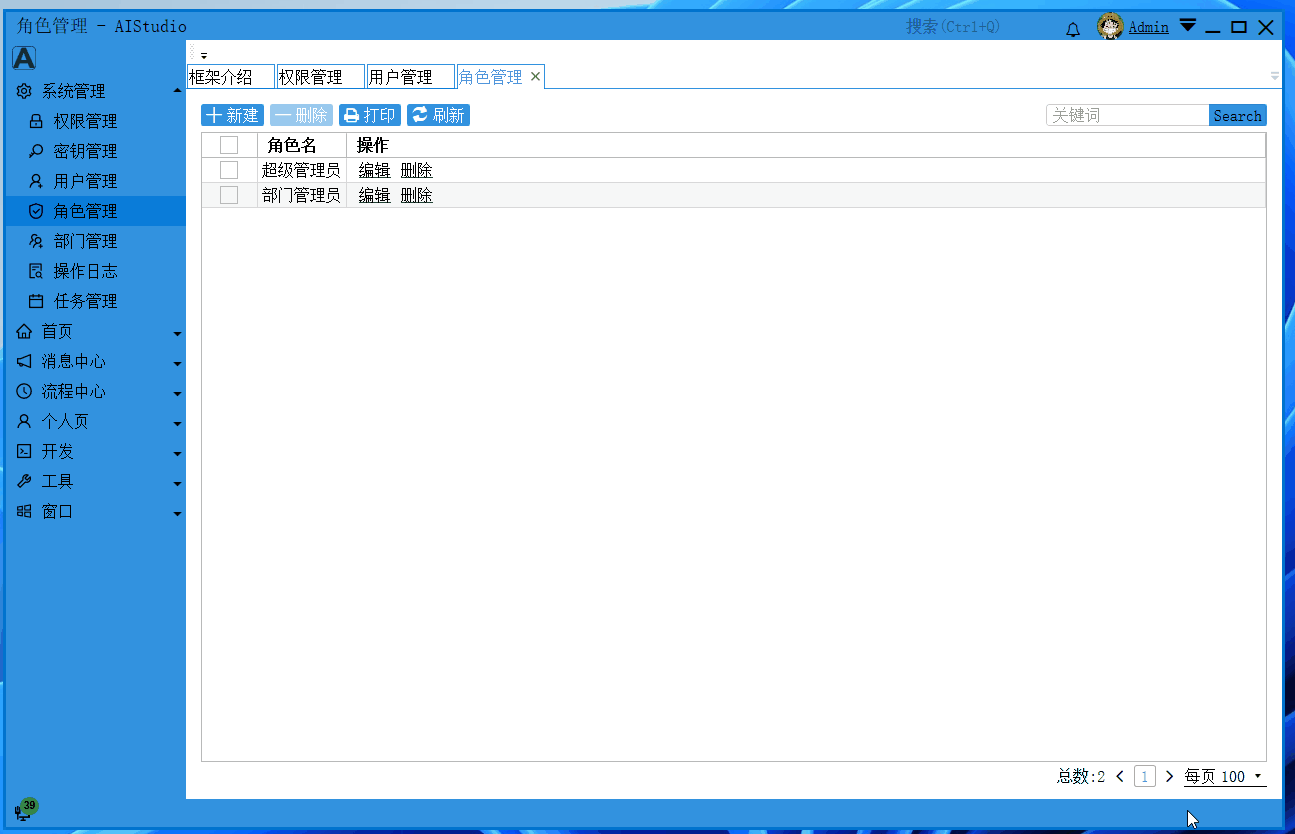 角色管理 - AIStudio
搜索(Ctrl+Q)
Admin
A
系统管理
权限管理
密钥管理
用户管理
角色管理
部门管理
操作日志
任务管理
首页
消息中心
流程中心
个人页
开发
工具
窗口
39
框架介绍 权限管理 用户管理 角色管理
新建 删除 打印 刷新
关键词 Search
角色名 操作
超级管理员 编辑 删除
部门管理员 编辑 删除
总数:2 1 每页 100